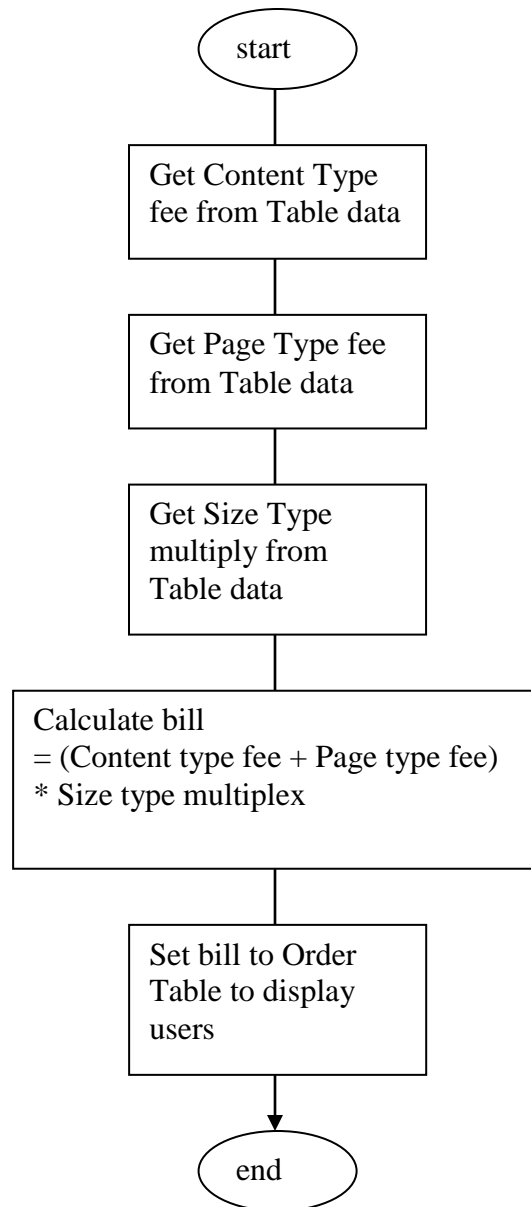 start
Get Content Type
fee from Table data
Get Page Type fee
from Table data
Get Size Type
multiply from
Table data
Calculate bill
= (Content type fee + Page type fee)
* Size type multiplex
Set bill to Order
Table to display
users
end